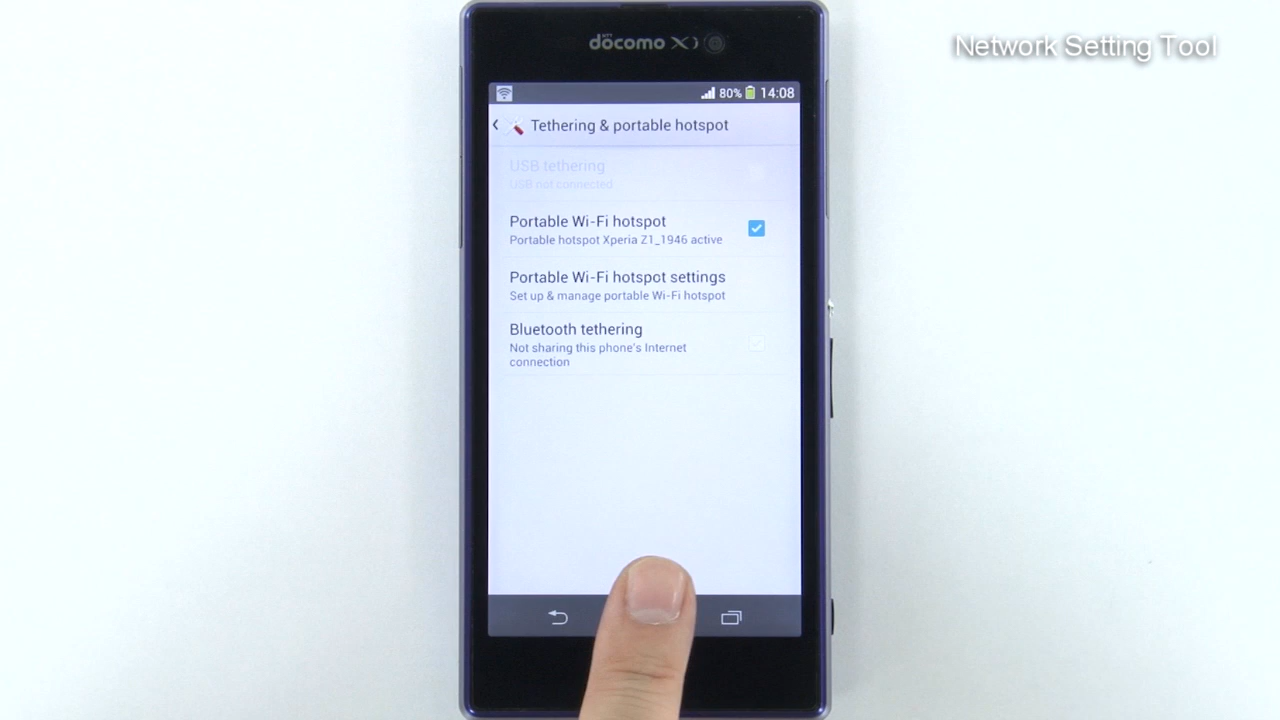 Network Setting Tool
döcomo Xi
80% 14:08
Tethering & portable hotspot
USB tethering
USB not connected
Portable Wi-Fi hotspot
Portable hotspot Xperia Z1_1946 active
Portable Wi-Fi hotspot settings
Set up & manage portable Wi-Fi hotspot
Bluetooth tethering
Not sharing this phone's Internet
connection